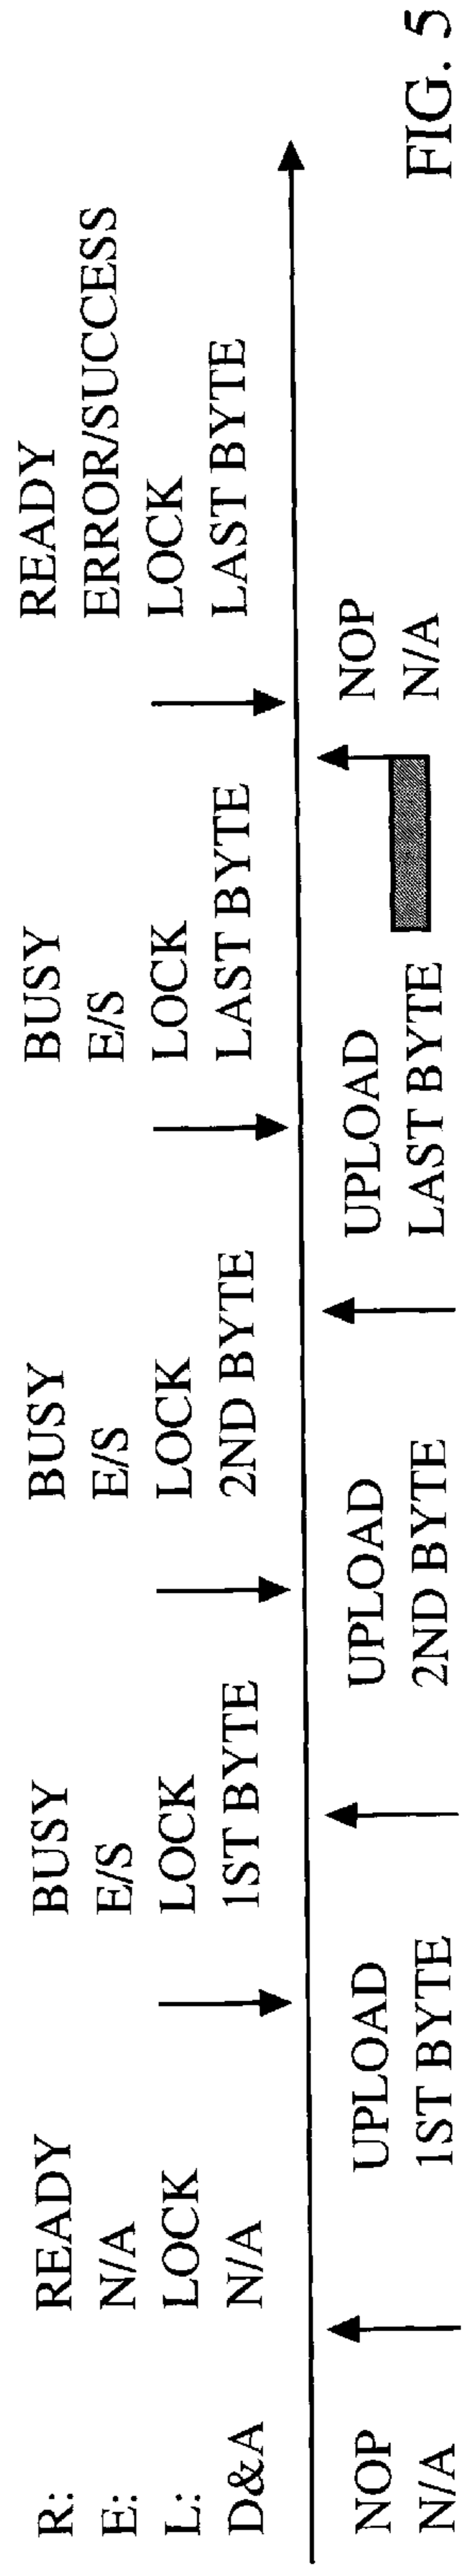 R: READY BUSY BUSY BUSY READY
E: N/A E/S E/S E/S ERROR/SUCCESS
L: LOCK LOCK LOCK LOCK LOCK
D&A N/A 1ST BYTE 2ND BYTE LAST BYTE LAST BYTE
NOP UPLOAD UPLOAD UPLOAD NOP
N/A 1ST BYTE 2ND BYTE LAST BYTE N/A
FIG. 5